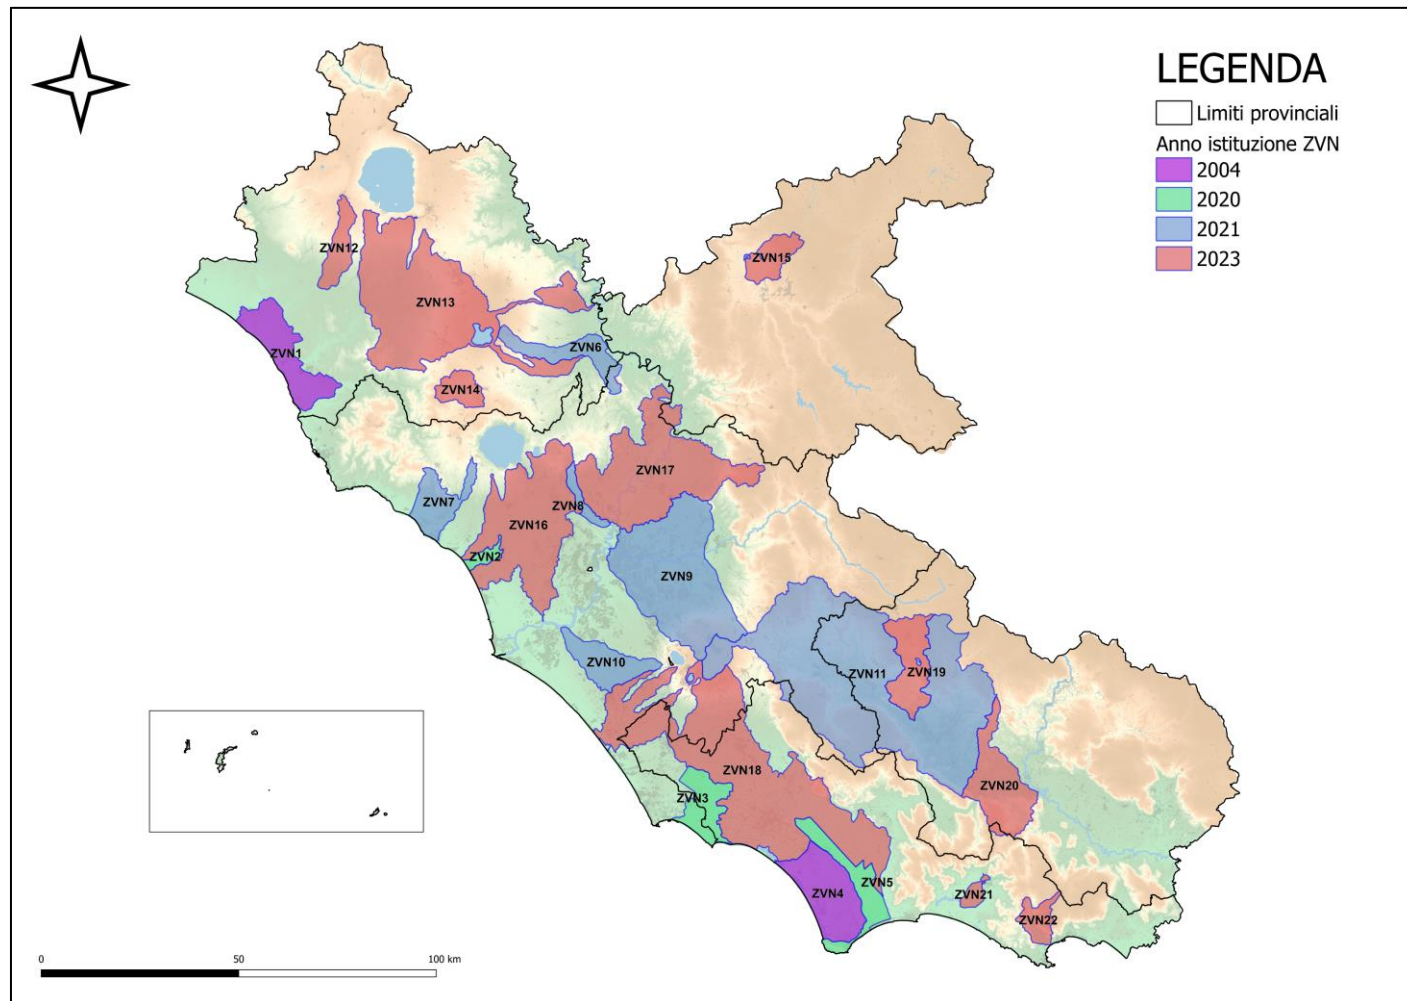 LEGENDA
Limiti provinciali
Anno istituzione ZVN
2004
2020
2021
2023
ZVN12
ZVN15
ZVN13
ZVN1
ZVN6
ZVN14
ZVN17
ZVN7
ZVN8
ZVN16
ZVN2
ZVN9
ZVN10
ZVN11
ZVN19
ZVN18
ZVN20
ZVN3
ZVN5
ZVN4
ZVN21
ZVN22
0
50
100 km